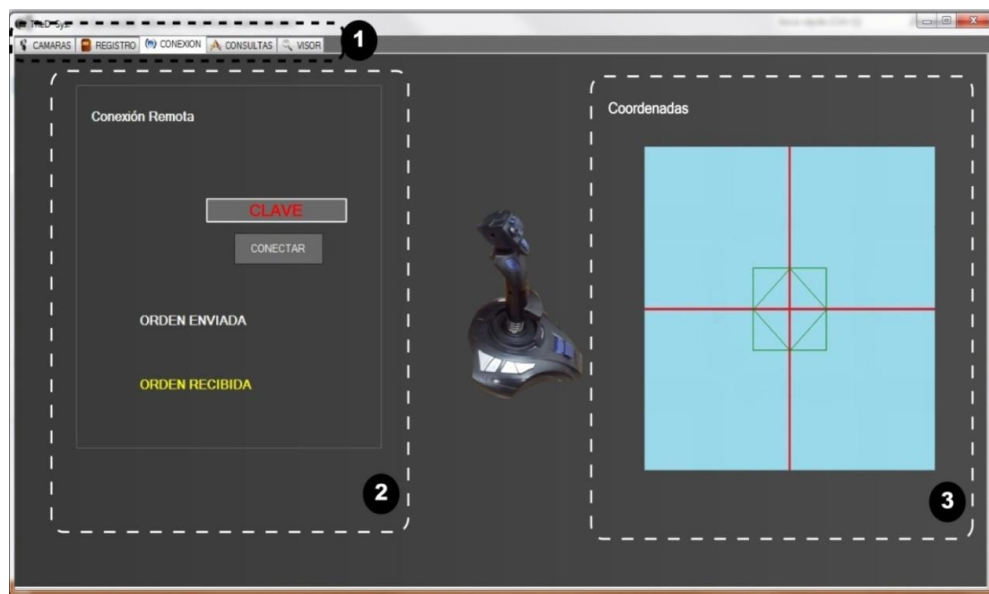 CAMARAS REGISTRO CONEXION CONSULTAS VISOR
1
Conexión Remota
CLAVE
CONECTAR
ORDEN ENVIADA
ORDEN RECIBIDA
2
Coordenadas
3